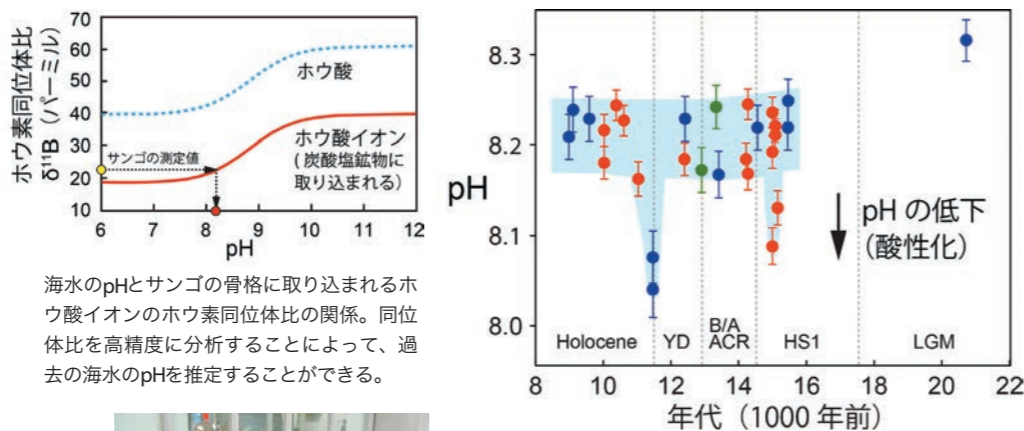 ホウ素同位体比
δ¹¹B（パーミル）
70
60
50
40
30
20
10
ホウ酸
ホウ酸イオン
（炭酸塩鉱物に
取り込まれる）
サンゴの測定値
6 7 8 9 10 11 12
pH
海水のpHとサンゴの骨格に取り込まれるホ
ウ酸イオンのホウ素同位体比の関係。同位
体比を高精度に分析することによって、過
去の海水のpHを推定することができる。
pH
8.3
8.2
8.1
8.0
pHの低下
（酸性化）
Holocene YD B/A HS1 LGM
ACR
8 10 12 14 16 18 20 22
年代（1000 年前）